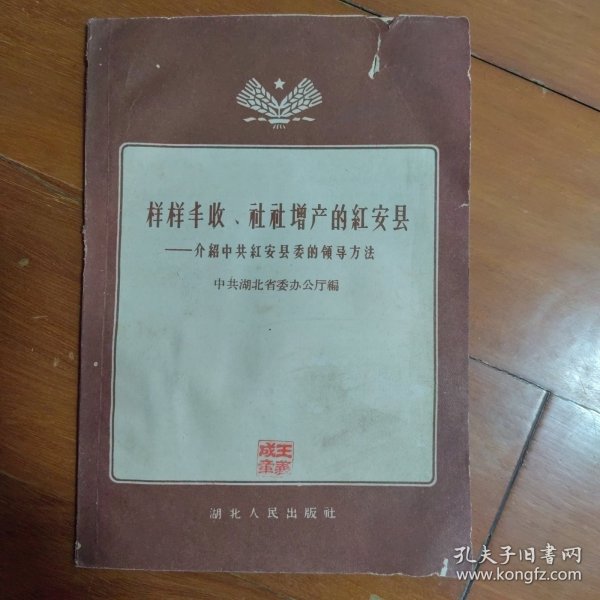 样样丰收、社社增产的紅安县
——介紹中共紅安县委的領导方法
中共湖北省委办公厅編
湖北人民出版社
孔夫子旧书网
www.kongfz.com